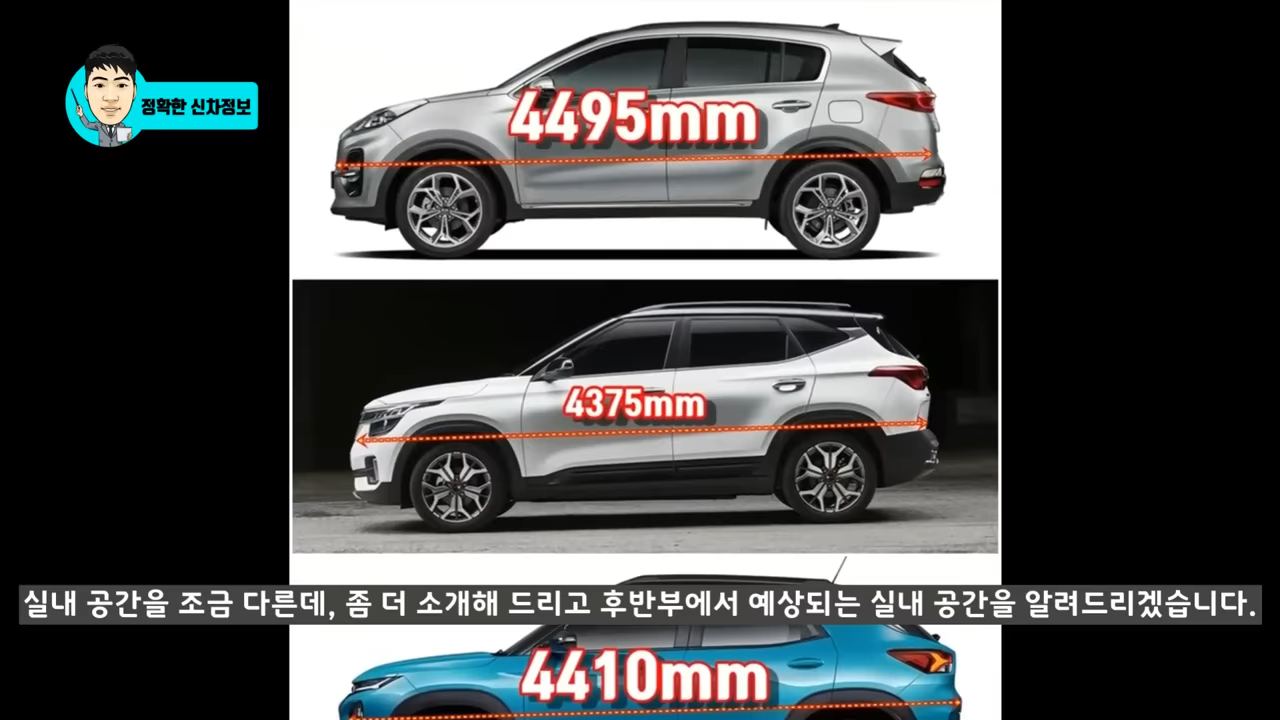 정확한 신차정보
4495mm
4375mm
실내 공간을 조금 다른데, 좀 더 소개해 드리고 후반부에서 예상되는 실내 공간을 알려드리겠습니다.
4410mm